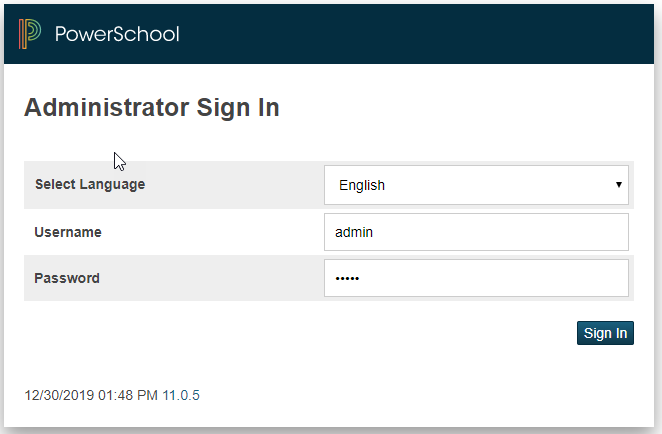 PowerSchool
Administrator Sign In
Select Language English
Username admin
Password •••••
Sign In
12/30/2019 01:48 PM 11.0.5